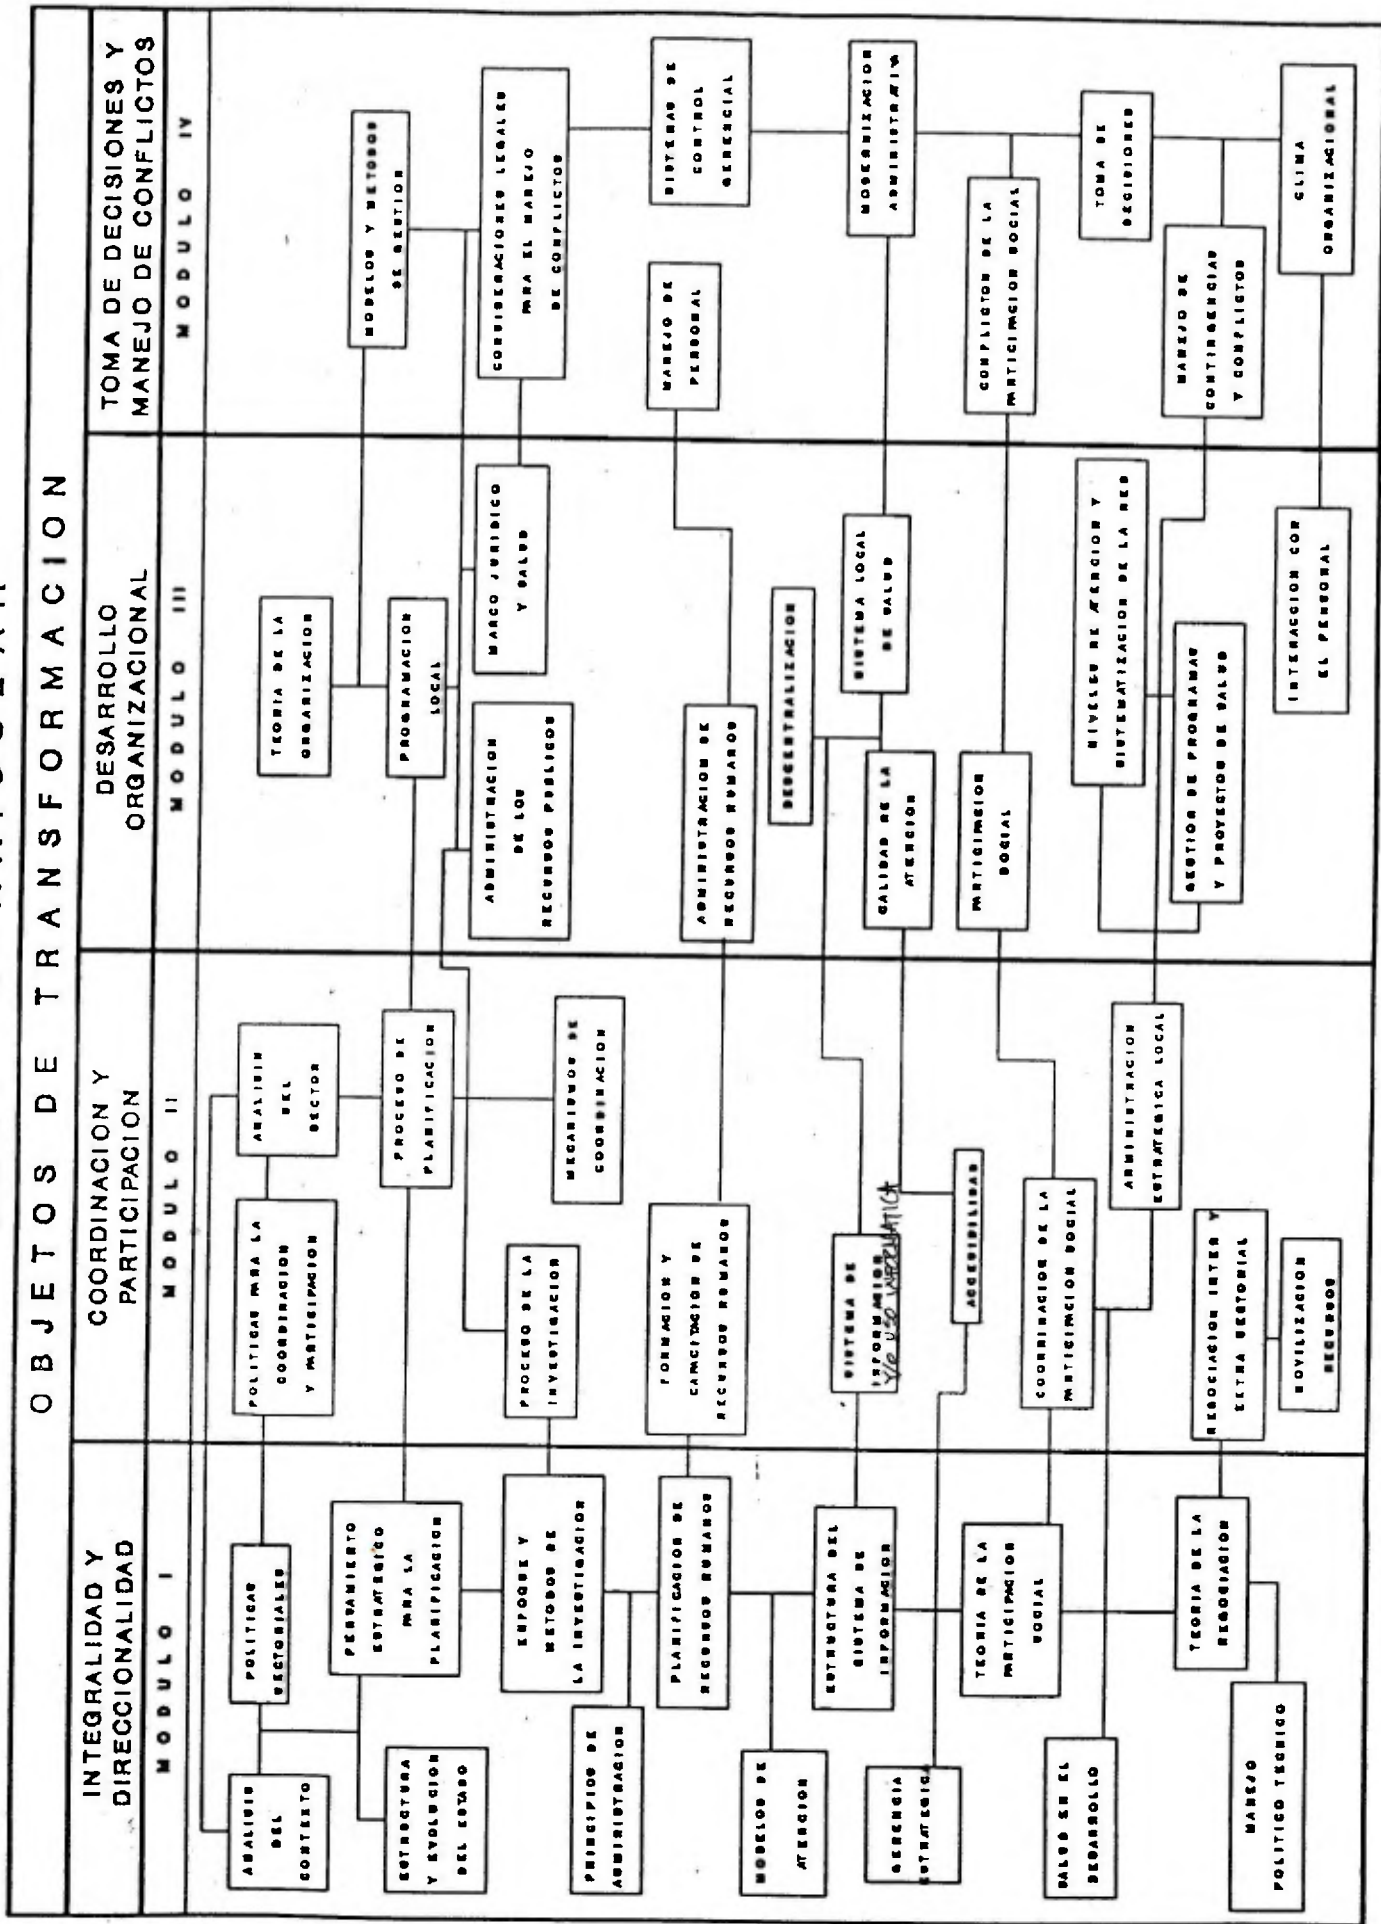 OBJETOS DE TRANSFORMACION
INTEGRALIDAD Y
DIRECCIONALIDAD
MODULO I
ANALISIS
DEL
CONTEXTO
POLITICAS
SECTORIALES
ESTRUCTURA
Y EVOLUCION
DEL ESTADO
PENSAMIENTO
ESTRATEGICO
PARA LA
PLANIFICACION
ENFOQUE Y
METODOS DE
LA INVESTIGACION
PRINCIPIOS DE
ADMINISTRACION
PLANIFICACION DE
RECURSOS HUMANOS
MODELOS DE
ATENCION
ESTRUCTURA DEL
SISTEMA DE
INFORMACION
GERENCIA
ESTRATEGICA
TEORIA DE LA
PARTICIPACION
SOCIAL
SALUD EN EL
DESARROLLO
TEORIA DE LA
NEGOCIACION
MANEJO
POLITICO TECNICO
COORDINACION Y
PARTICIPACION
MODULO II
POLITICAS PARA LA
COORDINACION
Y PARTICIPACION
ANALISIS
DEL
SECTOR
PROCESO DE
PLANIFICACION
PROCESO DE LA
INVESTIGACION
MECANISMOS DE
COORDINACION
FORMACION Y
CAPACITACION DE
RECURSOS HUMANOS
SISTEMA DE
INFORMACION
Y/O USO INFORMATICA
ACCESIBILIDAD
COORDINACION DE LA
PARTICIPACION SOCIAL
ADMINISTRACION
ESTRATEGICA LOCAL
NEGOCIACION INTER Y
EXTRA SECTORIAL
MOVILIZACION
RECURSOS
DESARROLLO
ORGANIZACIONAL
MODULO III
TEORIA DE LA
ORGANIZACION
PROGRAMACION
LOCAL
MARCO JURIDICO
Y SALUD
ADMINISTRACION
DE LOS
RECURSOS PUBLICOS
ADMINISTRACION DE
RECURSOS HUMANOS
DESCENTRALIZACION
SISTEMA LOCAL
DE SALUD
CALIDAD DE LA
ATENCION
PARTICIPACION
SOCIAL
NIVELES DE ATENCION Y
SISTEMATIZACION DE LA RED
GESTION DE PROGRAMAS
Y PROYECTOS DE SALUD
INTERACCION CON
EL PERSONAL
TOMA DE DECISIONES Y
MANEJO DE CONFLICTOS
MODULO IV
MODELOS Y METODOS
DE GESTION
CONSIDERACIONES LEGALES
PARA EL MANEJO
DE CONFLICTOS
SISTEMAS DE
CONTROL
GERENCIAL
MANEJO DE
PERSONAL
MODERNIZACION
ADMINISTRATIVA
CONFLICTOS DE LA
PARTICIPACION SOCIAL
TOMA DE
DECISIONES
MANEJO DE
CONTINGENCIAS
Y CONFLICTOS
CLIMA
ORGANIZACIONAL